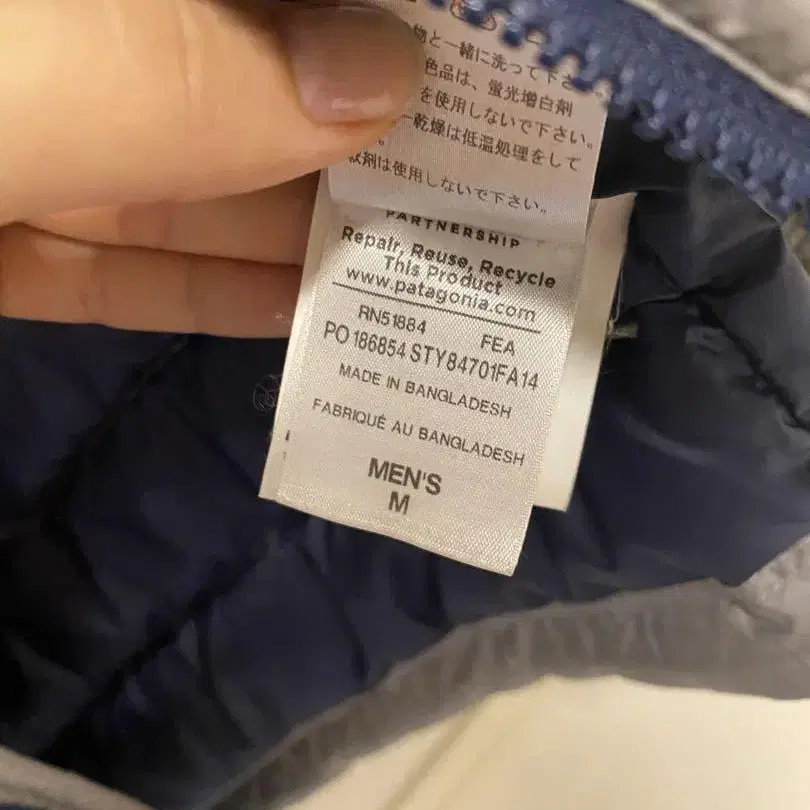 物と一緒に洗って下さ
色品は、蛍光増白剤
を使用しないで下さい。
乾燥は低温処理をして
剤は使用しないで下さい。
PARTNERSHIP
Repair, Reuse, Recycle
This Product
www.patagonia.com
RN51884 FEA
PO 186854 STY84701FA14
MADE IN BANGLADESH
FABRIQUÉ AU BANGLADESH
MEN'S
M